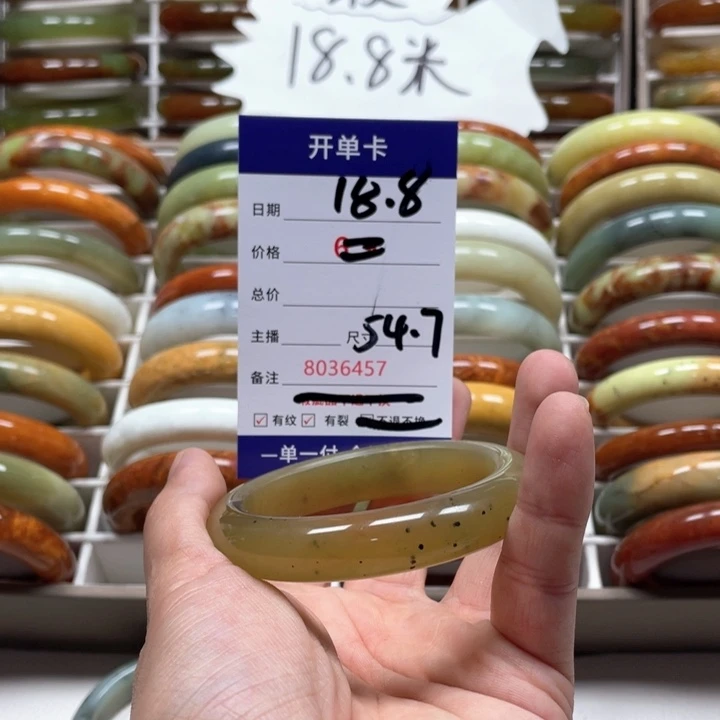 18.8米
开单卡
日期 18.8
价格
总价
主播 尺寸 54.7
备注 8036457
有纹 有裂 不退不换
一单一付